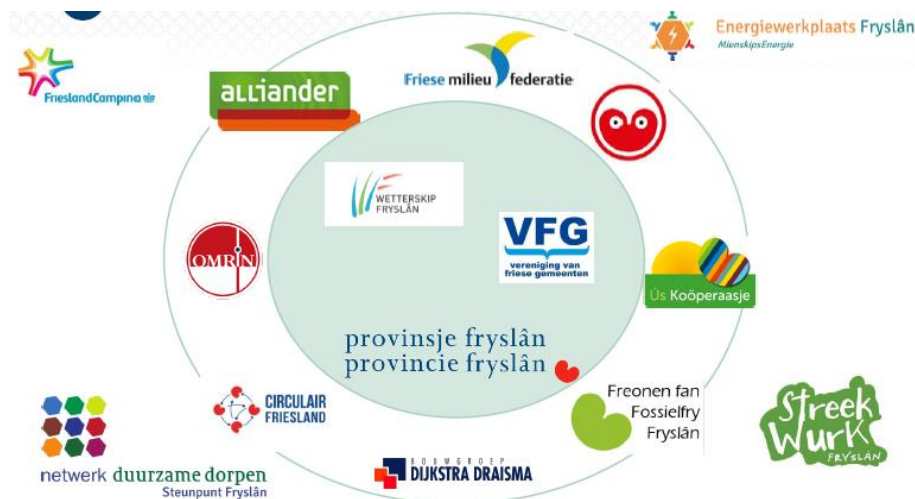 Energiewerkplaats Fryslân
MienskipsEnergie
FrieslandCampina
alliander
Friese milieu federatie
WETTERSKIP
FRYSLÂN
VFG
vereniging van
friese gemeenten
OMRIN
Ús Koöperaasje
provinsje fryslân
provincie fryslân
Freonen fan
Fossielfry
Fryslân
CIRCULAIR
FRIESLAND
Streek
Wurk
FRYSLÂN
netwerk duurzame dorpen
Steunpunt Fryslân
BOUWGROEP
DIJKSTRA DRAISMA